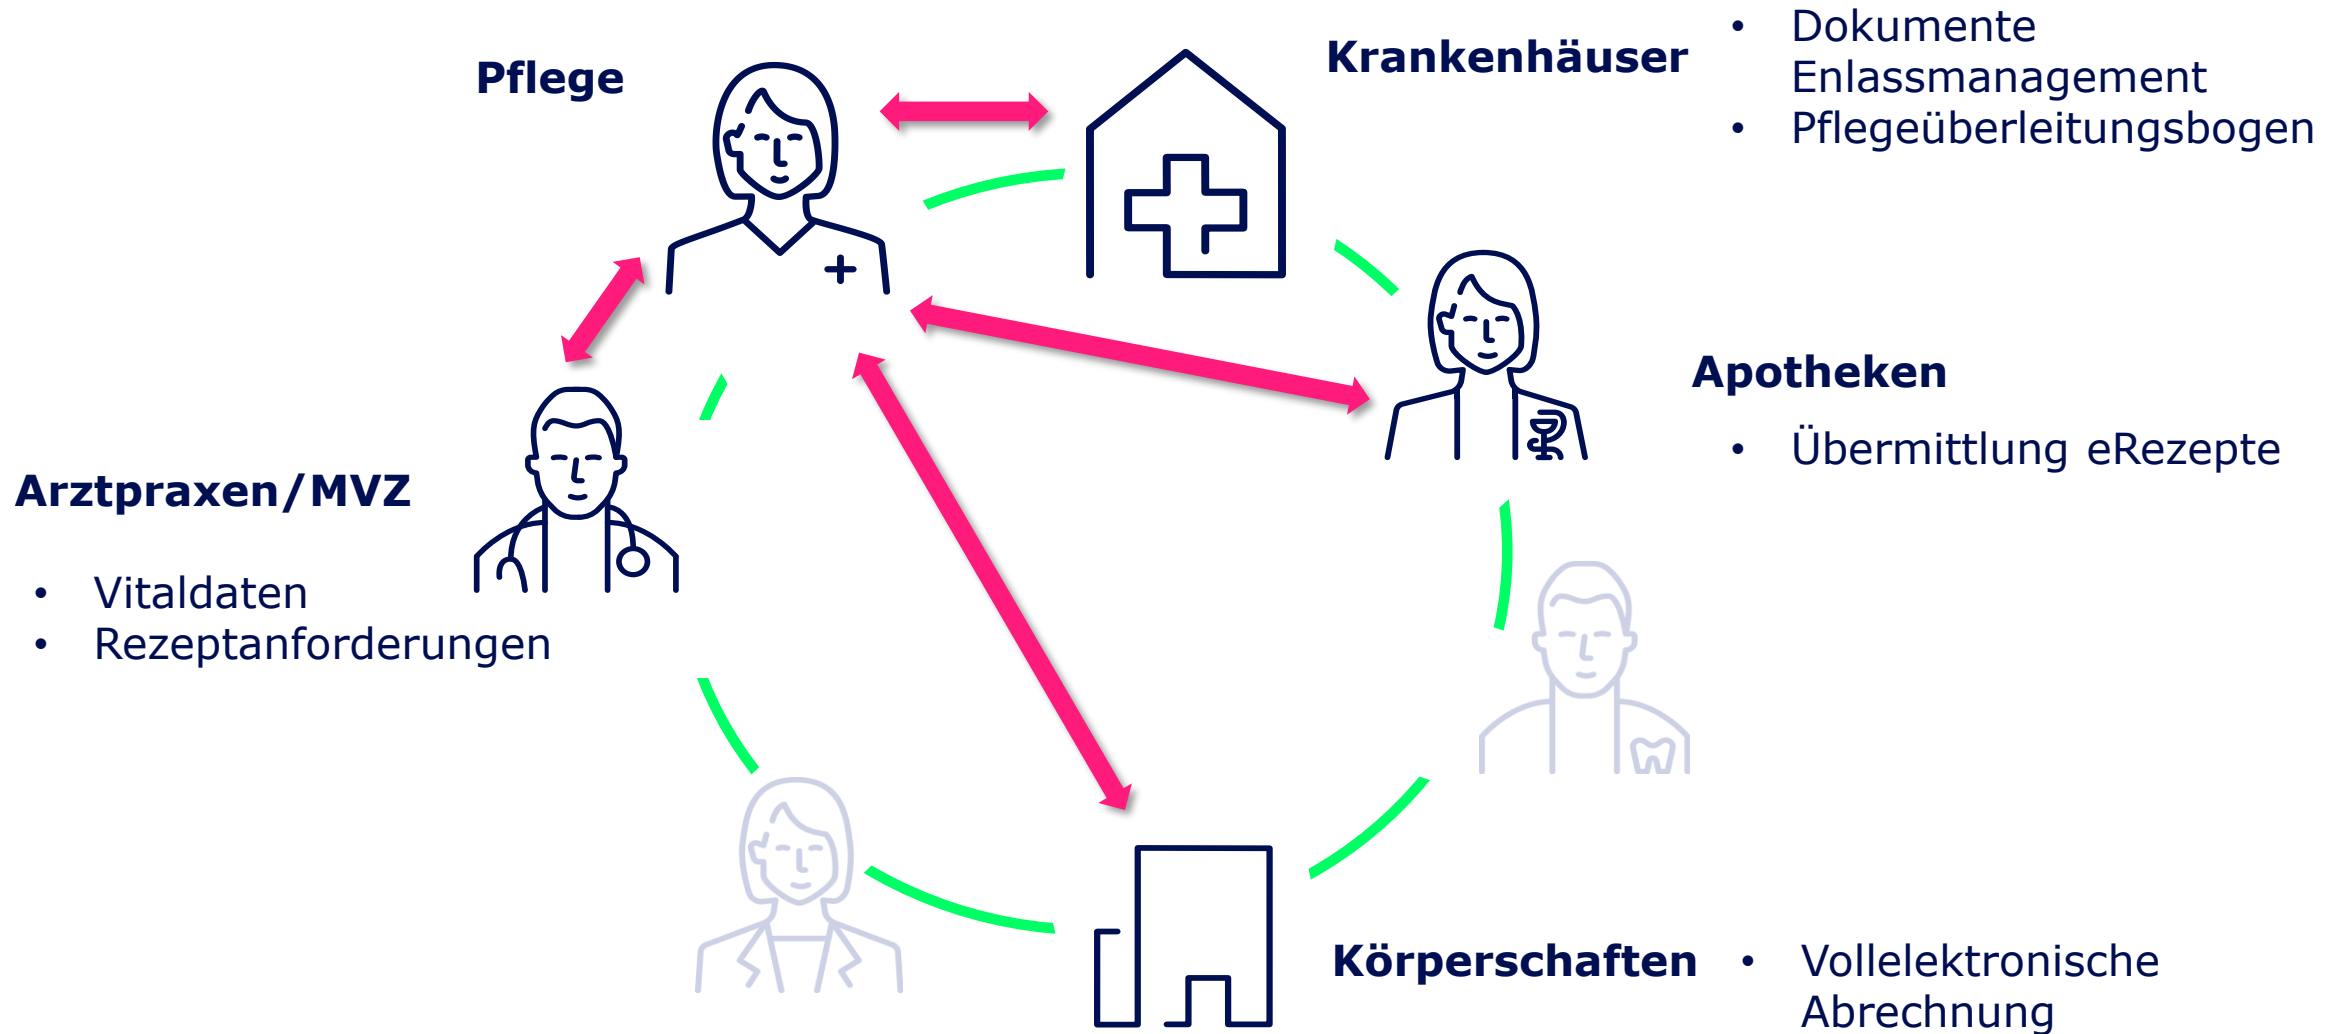 Pflege
Krankenhäuser
• Dokumente
Enlassmanagement
• Pflegeüberleitungsbogen
Apotheken
• Übermittlung eRezepte
Arztpraxen/MVZ
• Vitaldaten
• Rezeptanforderungen
Körperschaften
• Vollelektronische
Abrechnung